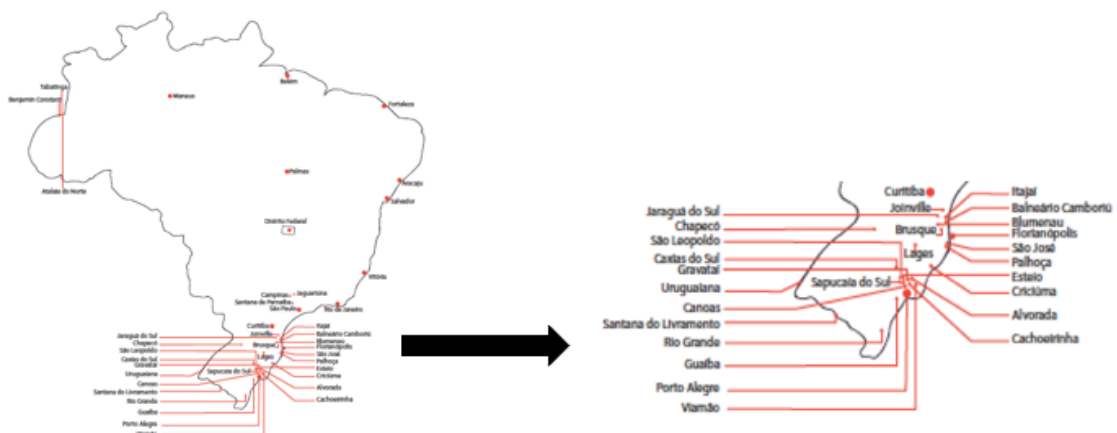 Tabatinga
Benjamin Constant
Manaus
Belém
Fortaleza
Atalaia do Norte
Palmas
Aracaju
Salvador
Distrito Federal
Vitória
Campinas
Jaguariúna
Santana de Parnaíba
São Paulo
Rio de Janeiro
Curitiba
Joinville
Brusque
Lages
Sapucaia do Sul
Jaraguá do Sul
Chapecó
São Leopoldo
Caxias do Sul
Gravataí
Uruguaiana
Canoas
Santana do Livramento
Rio Grande
Guaíba
Porto Alegre
Itajaí
Balneário Camboriú
Blumenau
Florianópolis
São José
Palhoça
Esteio
Criciúma
Alvorada
Cachoeirinha
Curitiba
Joinville
Brusque
Lages
Sapucaia do Sul
Jaraguá do Sul
Chapecó
São Leopoldo
Caxias do Sul
Gravataí
Uruguaiana
Canoas
Santana do Livramento
Rio Grande
Guaíba
Porto Alegre
Viamão
Itajaí
Balneário Camboriú
Blumenau
Florianópolis
São José
Palhoça
Esteio
Criciúma
Alvorada
Cachoeirinha